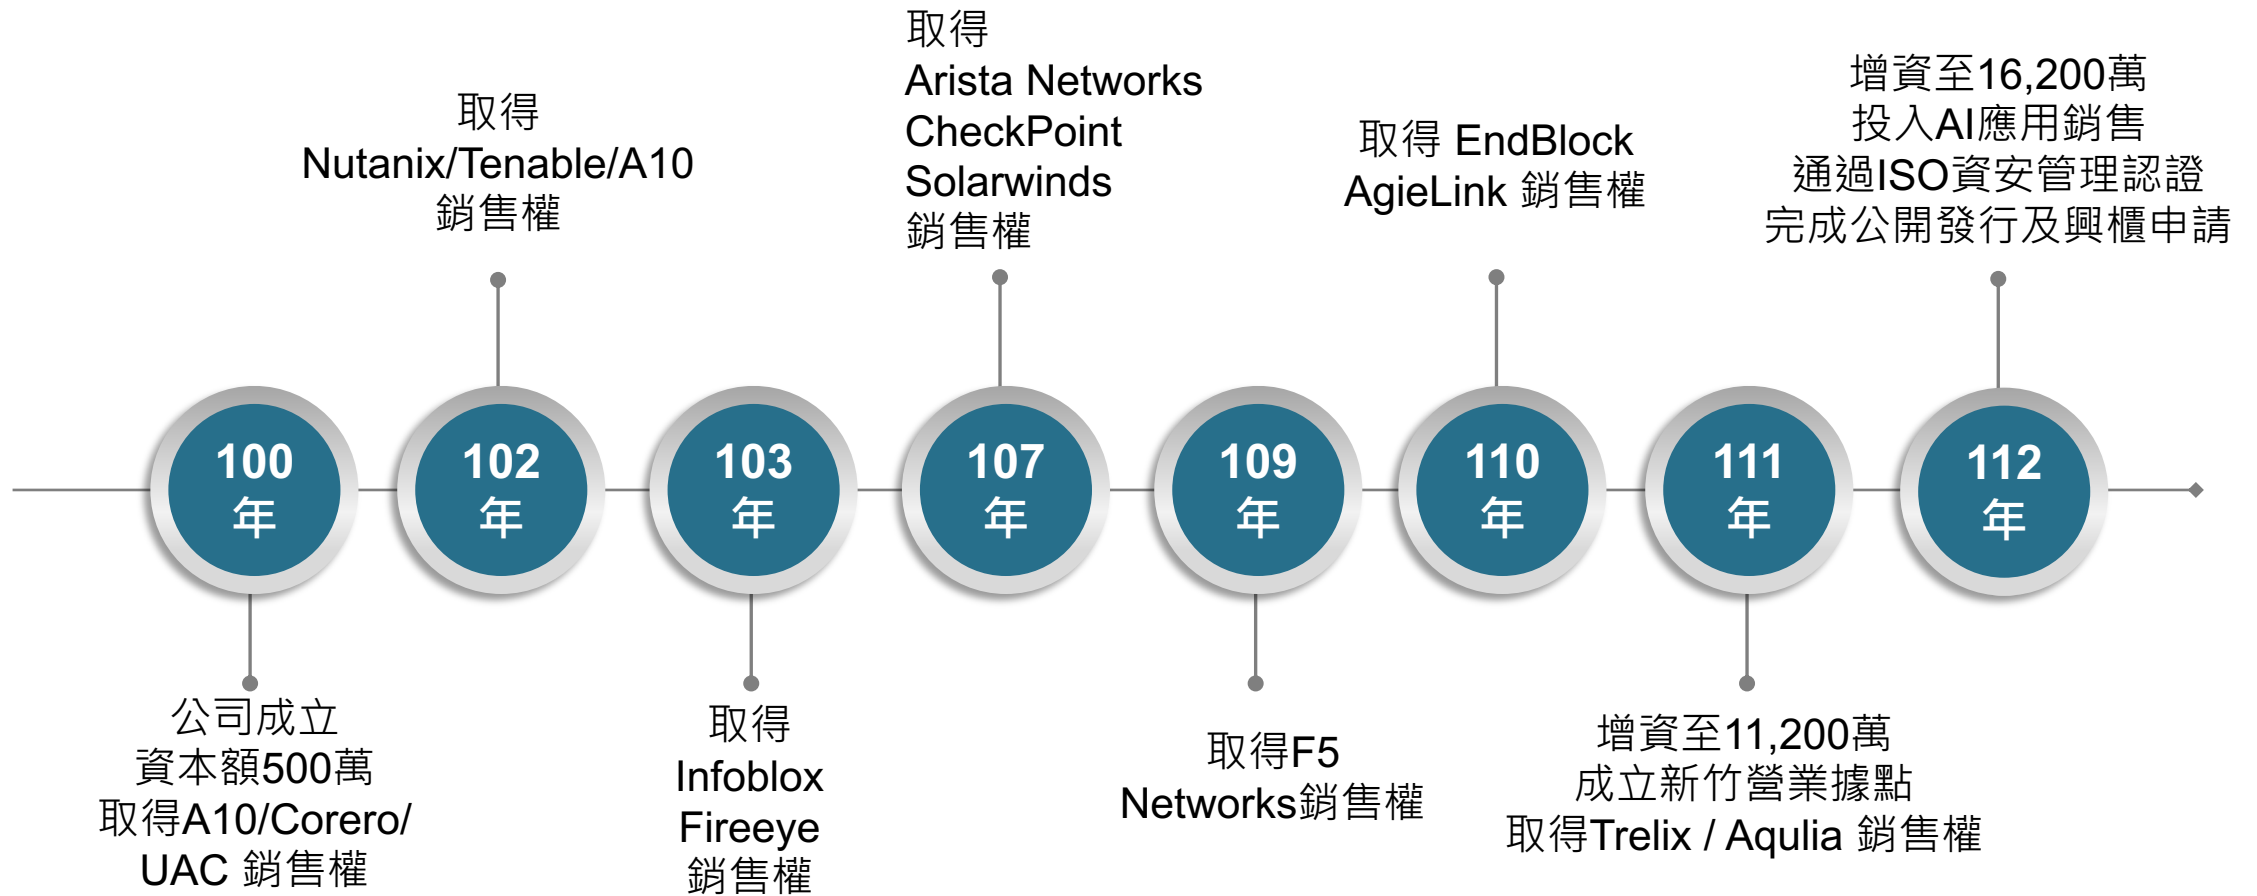 100
年
公司成立
資本額500萬
取得A10/Corero/
UAC 銷售權
取得
Nutanix/Tenable/A10
銷售權
102
年
103
年
取得
Infoblox
Fireeye
銷售權
取得
Arista Networks
CheckPoint
Solarwinds
銷售權
107
年
109
年
取得F5
Networks銷售權
取得 EndBlock
AgieLink 銷售權
110
年
111
年
增資至11,200萬
成立新竹營業據點
取得Trelix / Aqulia 銷售權
增資至16,200萬
投入AI應用銷售
通過ISO資安管理認證
完成公開發行及興櫃申請
112
年